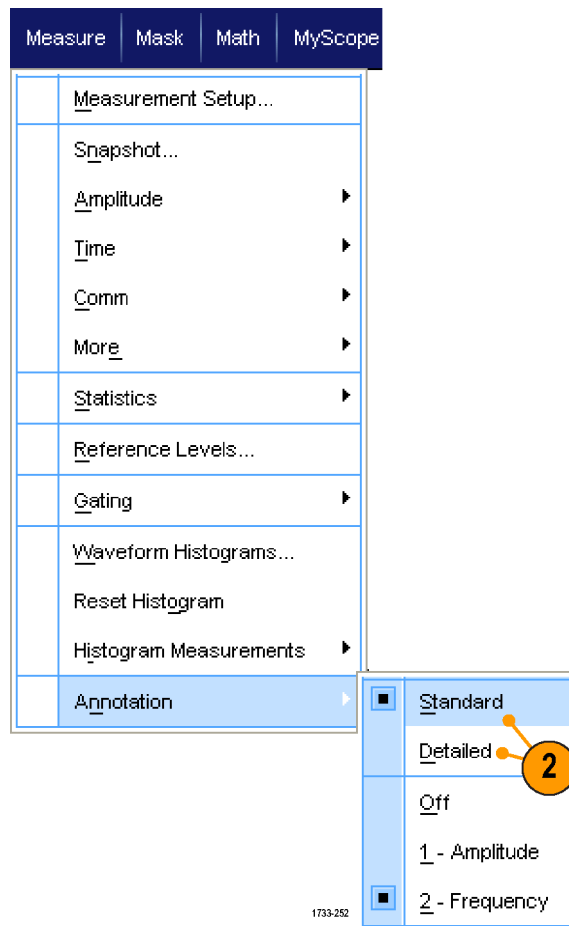 Measure Mask Math MyScope
Measurement Setup...
Snapshot...
Amplitude
Time
Comm
More
Statistics
Reference Levels...
Gating
Waveform Histograms...
Reset Histogram
Histogram Measurements
Annotation
Standard
Detailed
2
Off
1 - Amplitude
2 - Frequency
1733-252